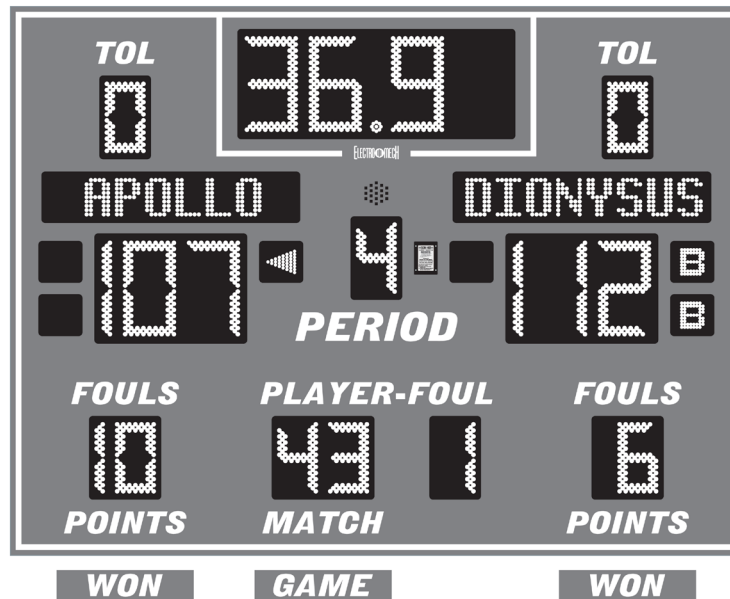 TOL 36.9 TOL
0 0
ELECTRO-MECH
APOLLO DIONYSUS
107 4 112 B
B
PERIOD
FOULS PLAYER-FOUL FOULS
10 43 1 6
POINTS MATCH POINTS
WON GAME WON